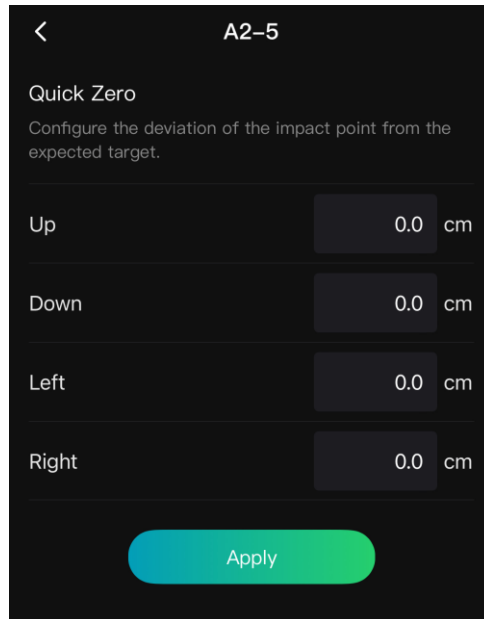 A2-5
Quick Zero
Configure the deviation of the impact point from the
expected target.
Up 0.0 cm
Down 0.0 cm
Left 0.0 cm
Right 0.0 cm
Apply